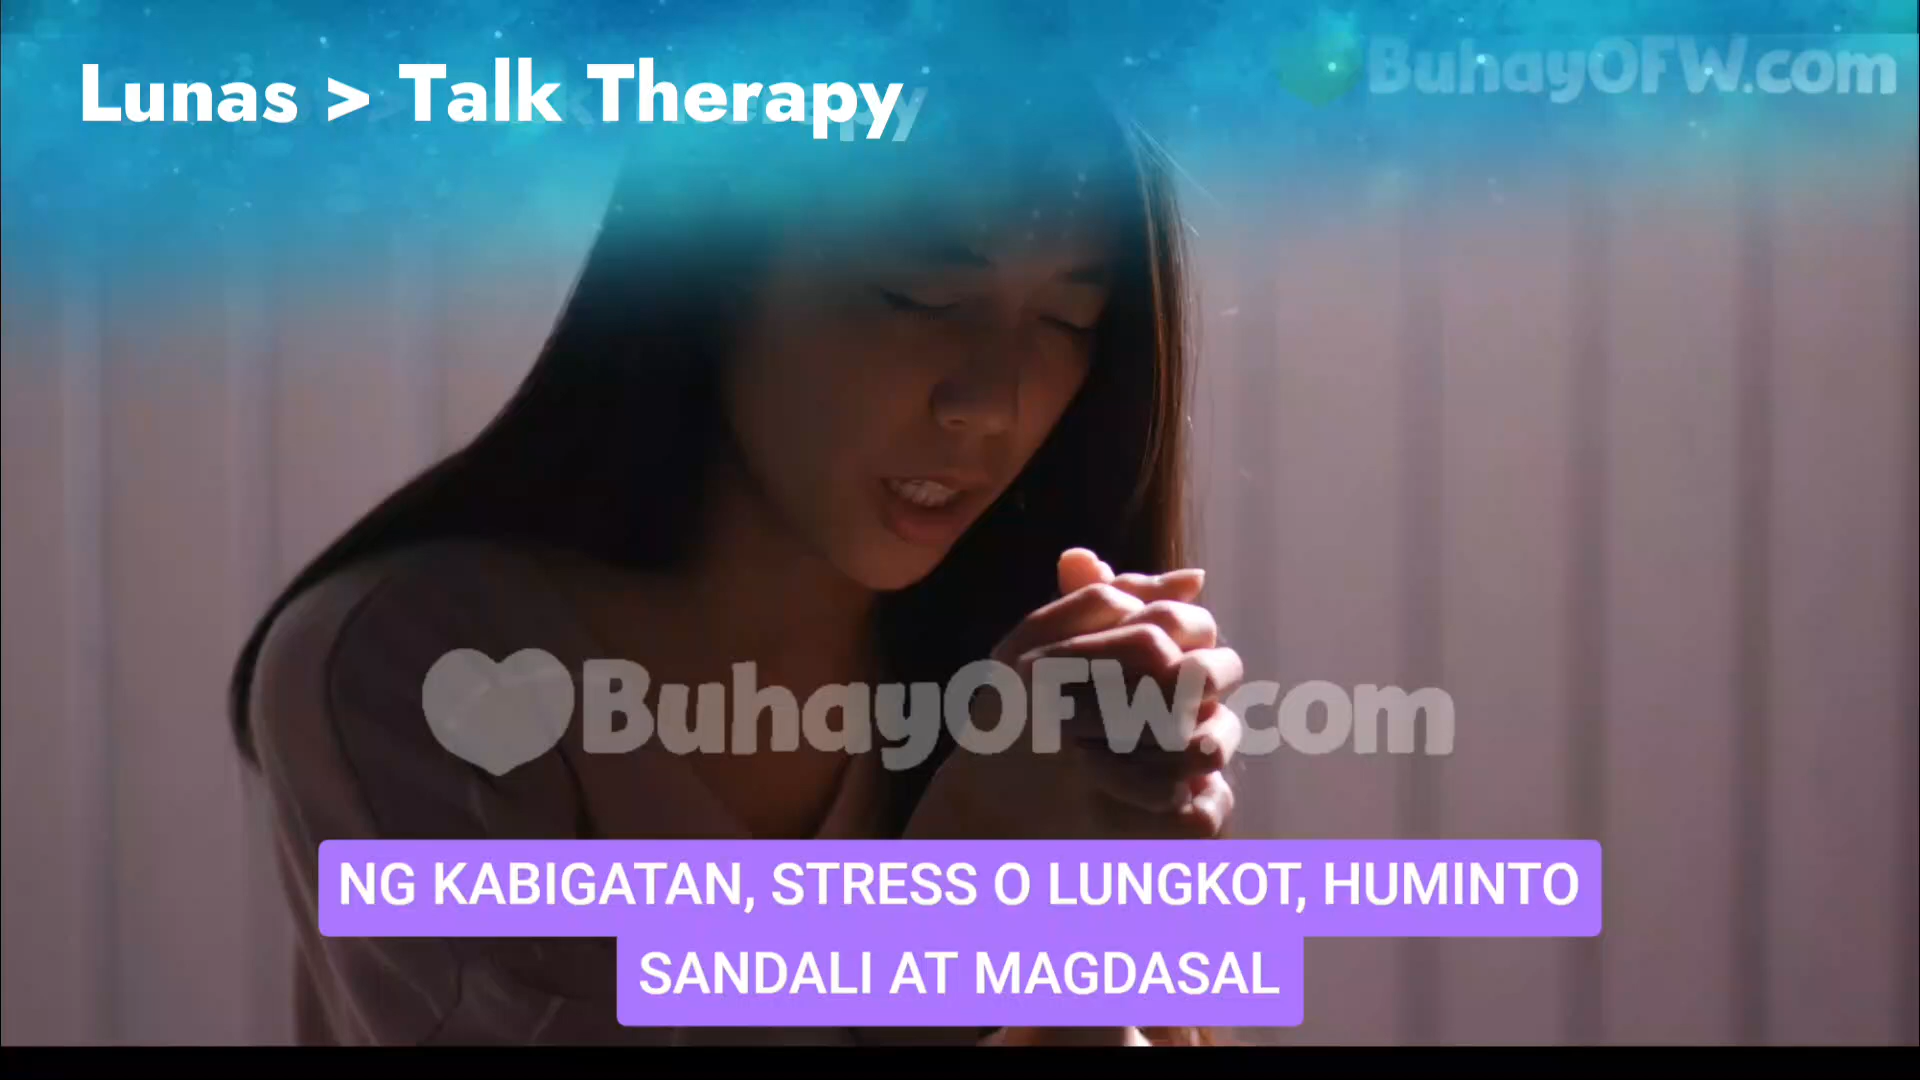 Lunas > Talk Therapy
BuhayOFW.com
BuhayOFW.com
NG KABIGATAN, STRESS O LUNGKOT, HUMINTO
SANDALI AT MAGDASAL